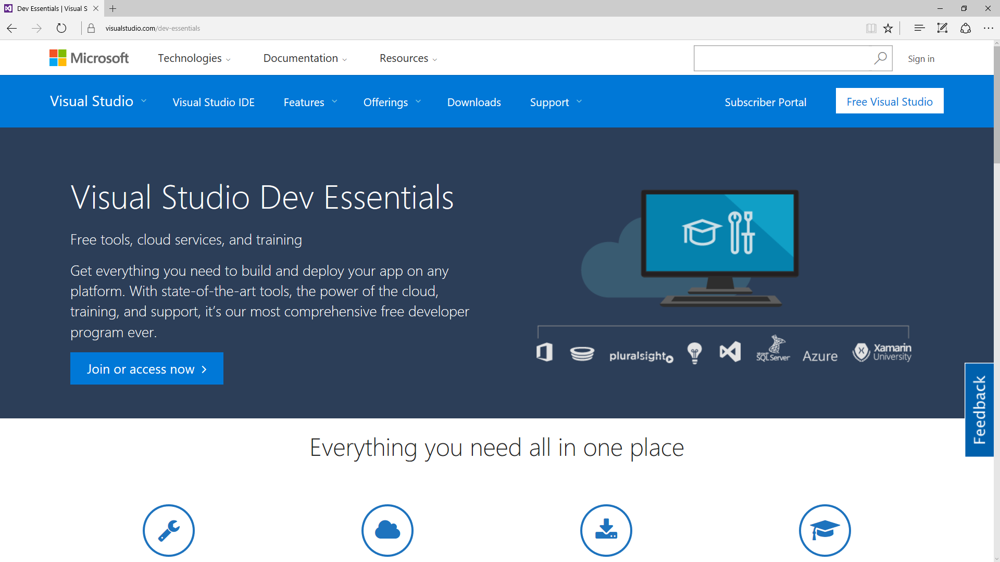 Dev Essentials | Visual S
visualstudio.com/dev-essentials
Microsoft
Technologies
Documentation
Resources
Sign in
Visual Studio
Visual Studio IDE
Features
Offerings
Downloads
Support
Subscriber Portal
Free Visual Studio
Visual Studio Dev Essentials
Free tools, cloud services, and training
Get everything you need to build and deploy your app on any
platform. With state-of-the-art tools, the power of the cloud,
training, and support, it’s our most comprehensive free developer
program ever.
Join or access now
pluralsight
Microsoft
SQL Server
Azure
Xamarin
University
Feedback
Everything you need all in one place